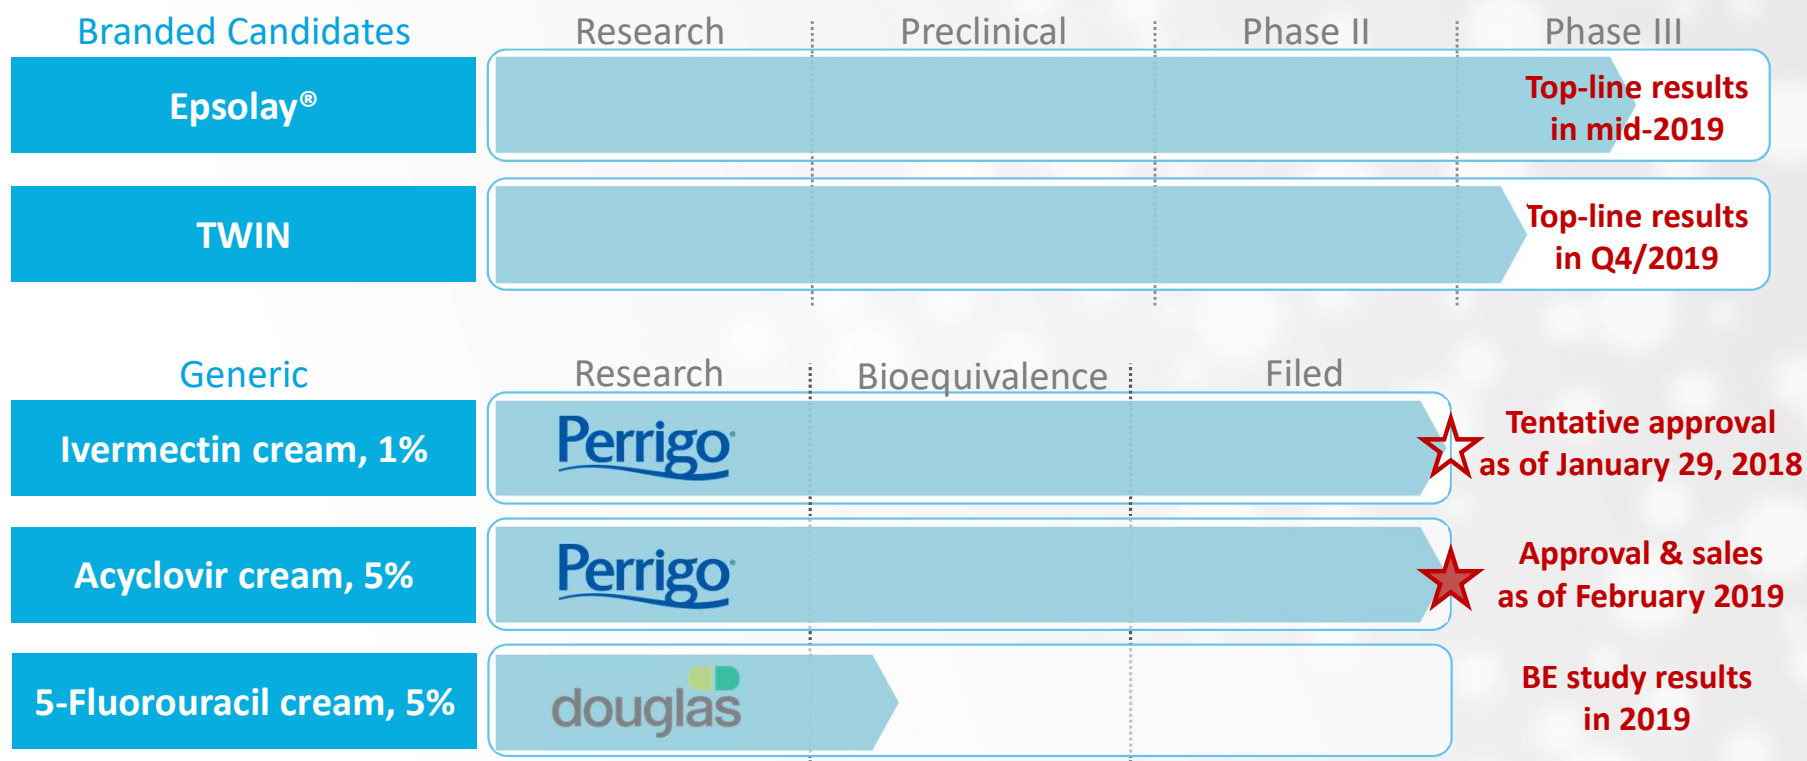 Branded Candidates Research Preclinical Phase II Phase III
Epsolay®
Top-line results
in mid-2019
TWIN
Top-line results
in Q4/2019
Generic Research Bioequivalence Filed
Ivermectin cream, 1%
Perrigo®
Tentative approval
as of January 29, 2018
Acyclovir cream, 5%
Perrigo®
Approval & sales
as of February 2019
5-Fluorouracil cream, 5%
douglas
BE study results
in 2019